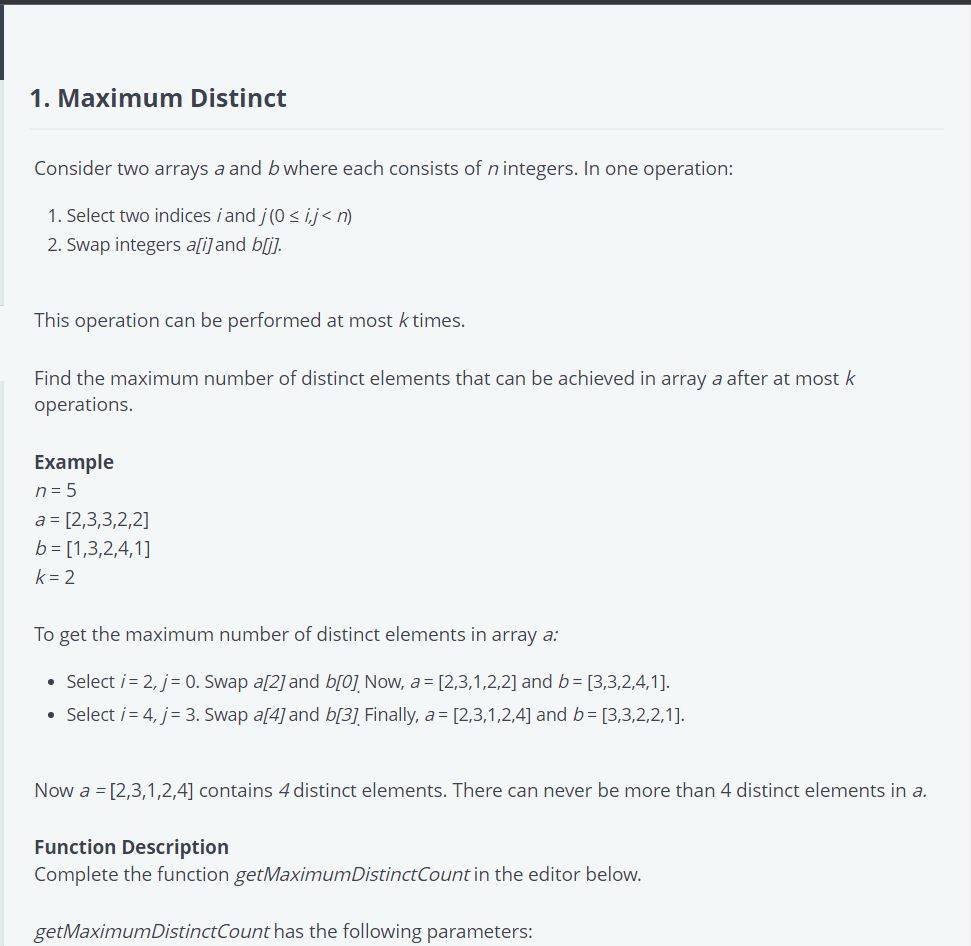 1. Maximum Distinct
Consider two arrays a and b where each consists of n integers. In one operation:
1. Select two indices i and j (0 ≤ i,j < n)
2. Swap integers a[i] and b[j].
This operation can be performed at most k times.
Find the maximum number of distinct elements that can be achieved in array a after at most k
operations.
Example
n = 5
a = [2,3,3,2,2]
b = [1,3,2,4,1]
k = 2
To get the maximum number of distinct elements in array a:
• Select i = 2, j = 0. Swap a[2] and b[0]. Now, a = [2,3,1,2,2] and b = [3,3,2,4,1].
• Select i = 4, j = 3. Swap a[4] and b[3]. Finally, a = [2,3,1,2,4] and b = [3,3,2,2,1].
Now a = [2,3,1,2,4] contains 4 distinct elements. There can never be more than 4 distinct elements in a.
Function Description
Complete the function getMaximumDistinctCount in the editor below.
getMaximumDistinctCount has the following parameters: